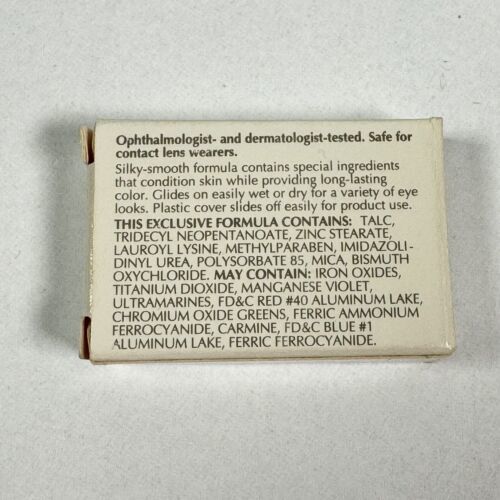 Ophthalmologist- and dermatologist-tested. Safe for
contact lens wearers.
Silky-smooth formula contains special ingredients
that condition skin while providing long-lasting
color. Glides on easily wet or dry for a variety of eye
looks. Plastic cover slides off easily for product use.
THIS EXCLUSIVE FORMULA CONTAINS: TALC,
TRIDECYL NEOPENTANOATE, ZINC STEARATE,
LAUROYL LYSINE, METHYLPARABEN, IMIDAZOLI-
DINYL UREA, POLYSORBATE 85, MICA, BISMUTH
OXYCHLORIDE. MAY CONTAIN: IRON OXIDES,
TITANIUM DIOXIDE, MANGANESE VIOLET,
ULTRAMARINES, FD&C RED #40 ALUMINUM LAKE,
CHROMIUM OXIDE GREENS, FERRIC AMMONIUM
FERROCYANIDE, CARMINE, FD&C BLUE #1
ALUMINUM LAKE, FERRIC FERROCYANIDE.